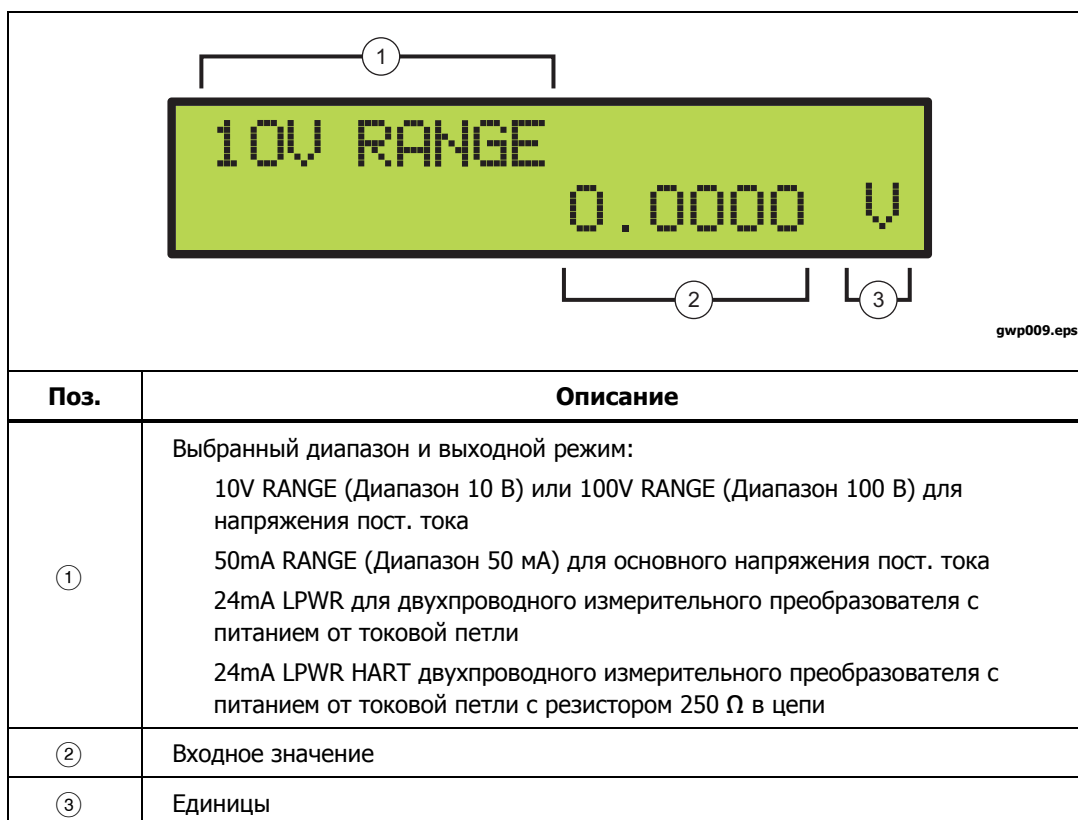 1
10V RANGE
0.0000 V
2
3
gwp009.eps
Поз.
Описание
1
Выбранный диапазон и выходной режим:
10V RANGE (Диапазон 10 В) или 100V RANGE (Диапазон 100 В) для
напряжения пост. тока
50mA RANGE (Диапазон 50 мА) для основного напряжения пост. тока
24mA LPWR для двухпроводного измерительного преобразователя с
питанием от токовой петли
24mA LPWR HART двухпроводного измерительного преобразователя с
питанием от токовой петли с резистором 250 Ω в цепи
2
Входное значение
3
Единицы